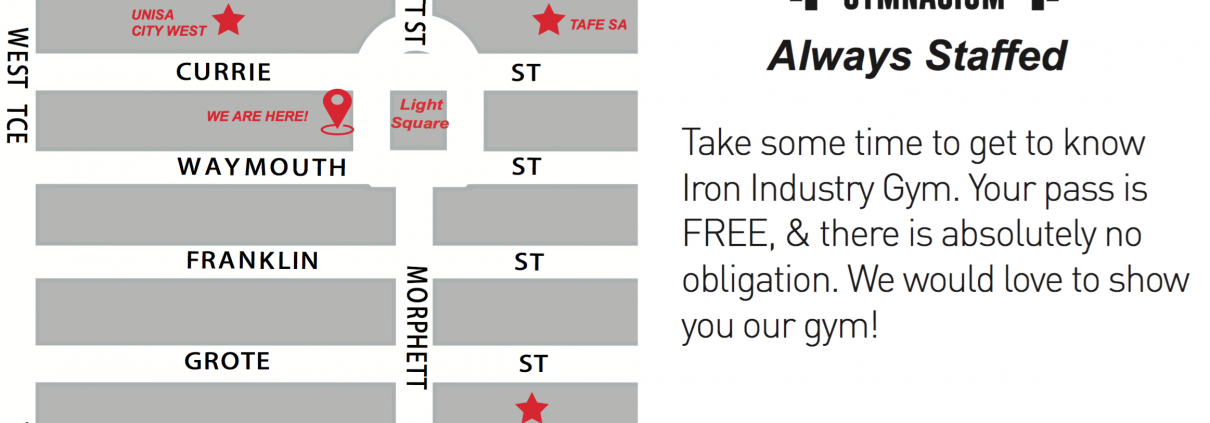 UNISA
CITY WEST
TT ST
TAFE SA
WEST TCE
CURRIE ST
WE ARE HERE!
Light
Square
WAYMOUTH ST
FRANKLIN ST
MORPHETT
GROTE ST
GYMNASIUM
Always Staffed
Take some time to get to know
Iron Industry Gym. Your pass is
FREE, & there is absolutely no
obligation. We would love to show
you our gym!